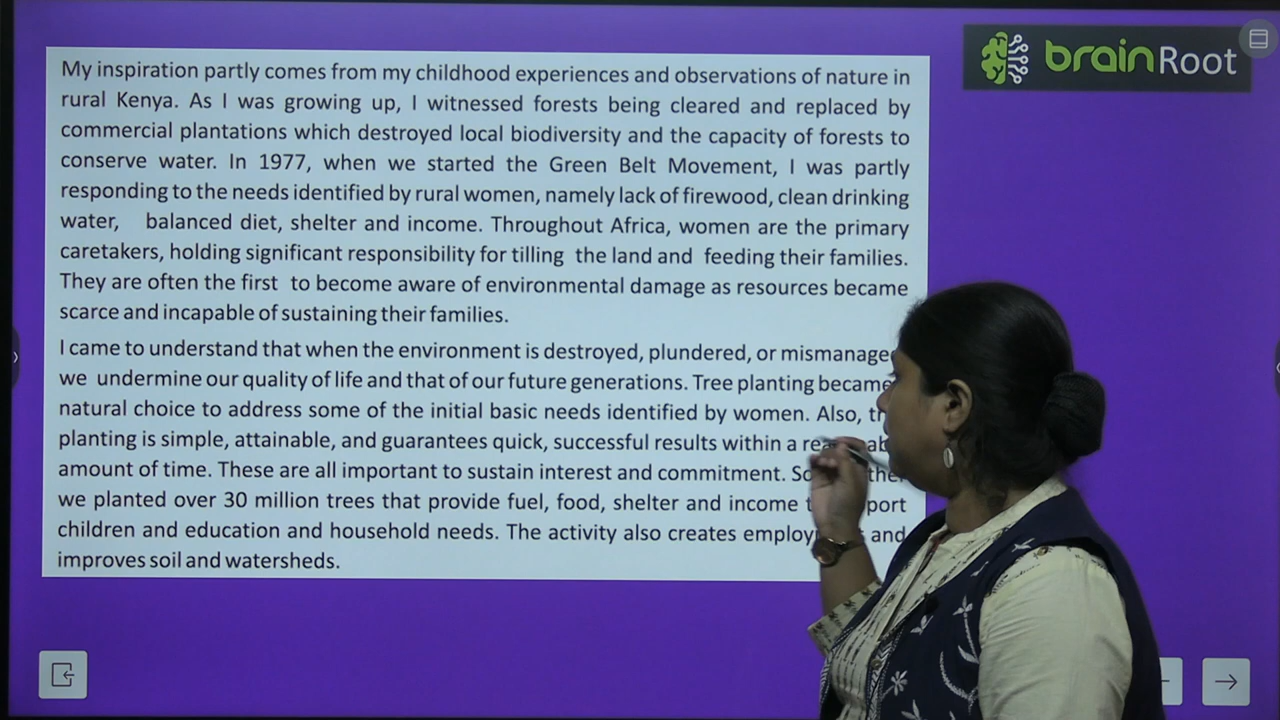 brainRoot
My inspiration partly comes from my childhood experiences and observations of nature in
rural Kenya. As I was growing up, I witnessed forests being cleared and replaced by
commercial plantations which destroyed local biodiversity and the capacity of forests to
conserve water. In 1977, when we started the Green Belt Movement, I was partly
responding to the needs identified by rural women, namely lack of firewood, clean drinking
water, balanced diet, shelter and income. Throughout Africa, women are the primary
caretakers, holding significant responsibility for tilling the land and feeding their families.
They are often the first to become aware of environmental damage as resources became
scarce and incapable of sustaining their families.
I came to understand that when the environment is destroyed, plundered, or
we undermine our quality of life and that of our future generations. Tree planting became
natural choice to address some of the initial basic needs identified by women. Also,
planting is simple, attainable, and guarantees quick, successful results within a
amount of time. These are all important to sustain interest and commitment.
we planted over 30 million trees that provide fuel, food, shelter and income
children and education and household needs. The activity also creates and
improves soil and watersheds.